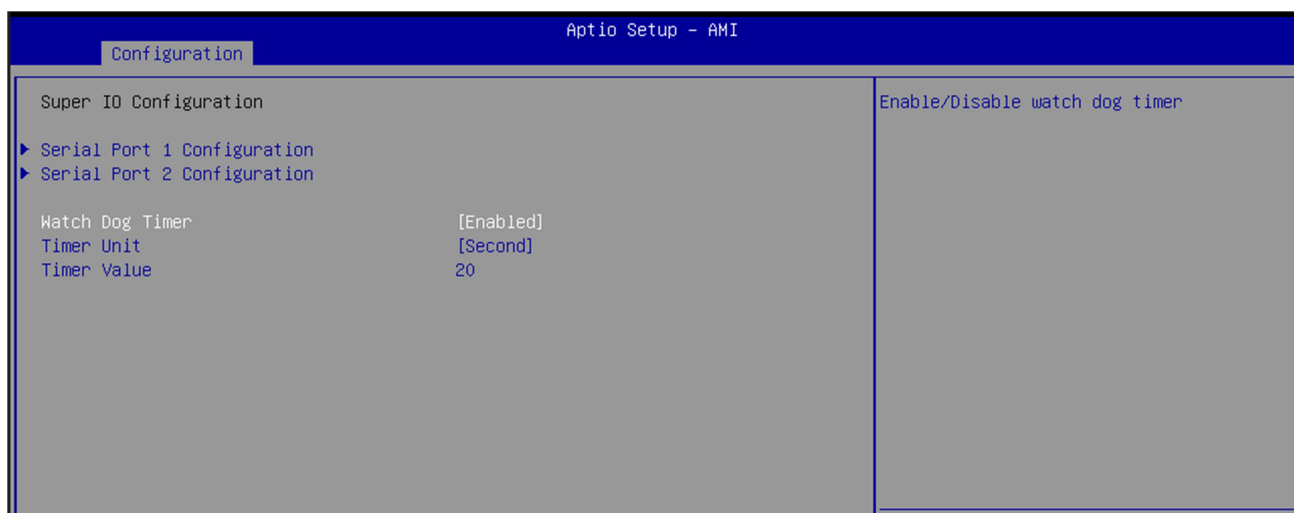 Aptio Setup – AMI
Configuration
Super IO Configuration
Serial Port 1 Configuration
Serial Port 2 Configuration
Watch Dog Timer [Enabled]
Timer Unit [Second]
Timer Value 20
Enable/Disable watch dog timer